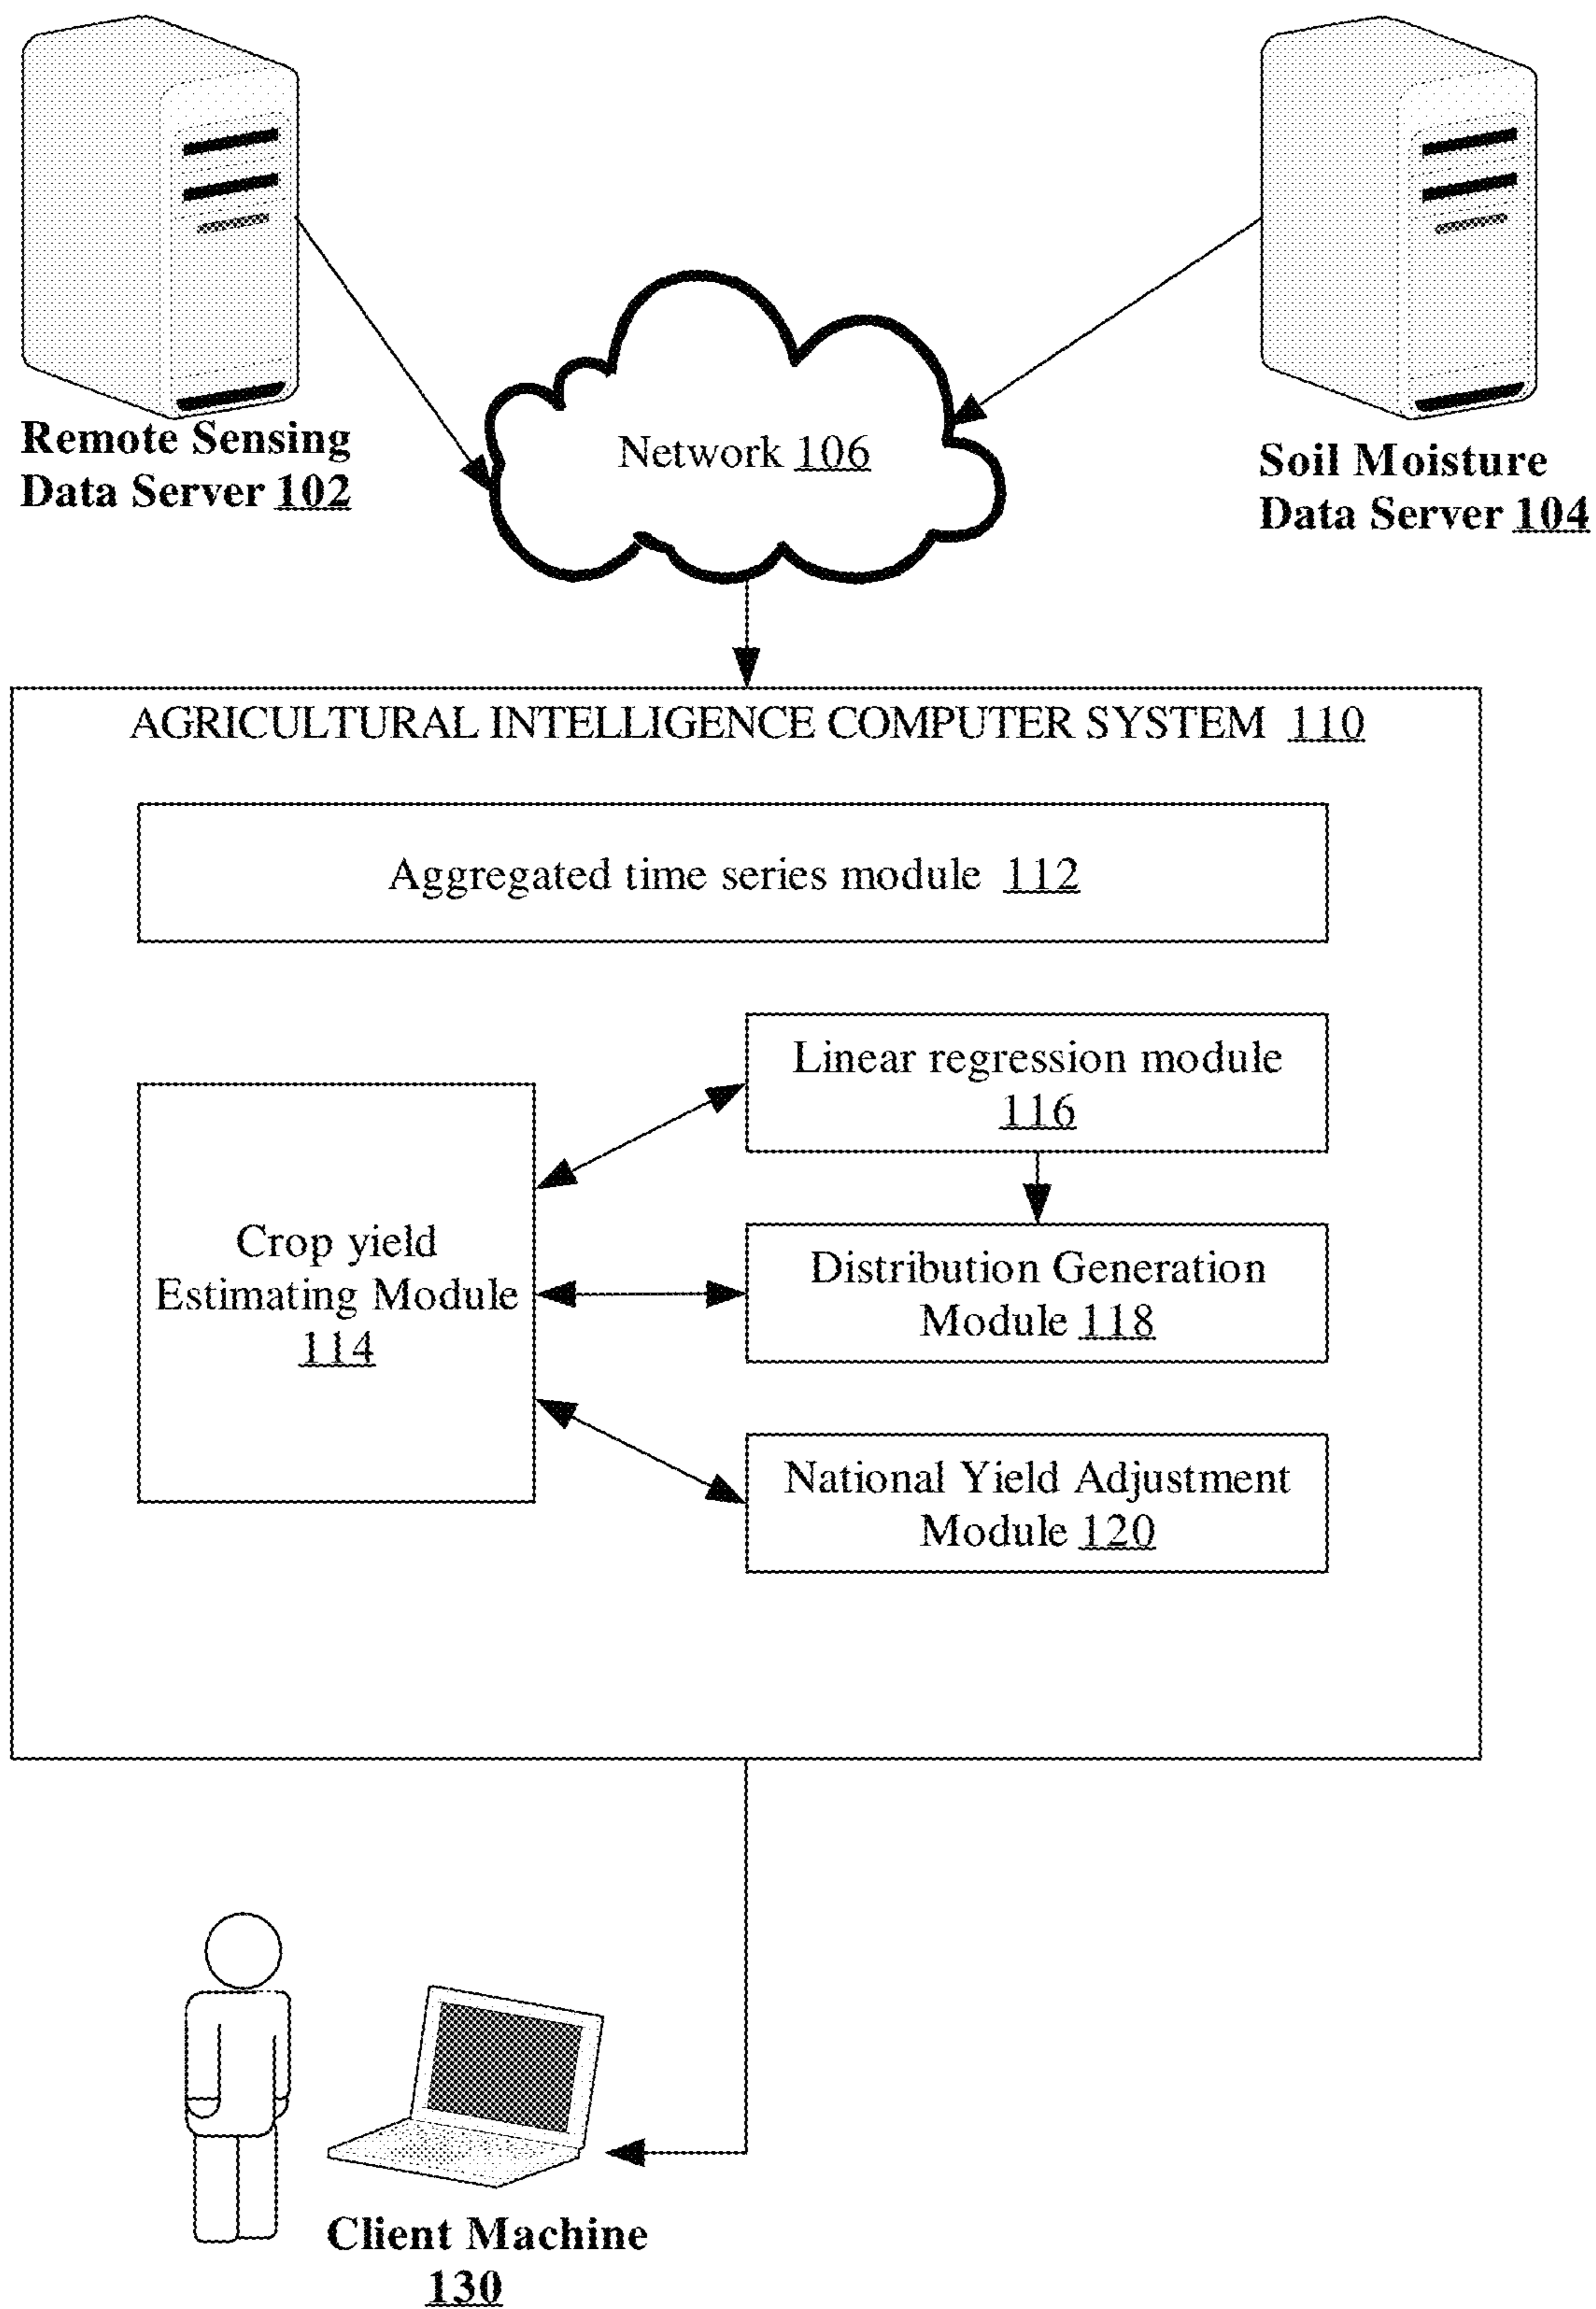 Remote Sensing
Data Server 102
Network 106
Soil Moisture
Data Server 104
AGRICULTURAL INTELLIGENCE COMPUTER SYSTEM 110
Aggregated time series module 112
Linear regression module
116
Crop yield
Estimating Module
114
Distribution Generation
Module 118
National Yield Adjustment
Module 120
Client Machine
130